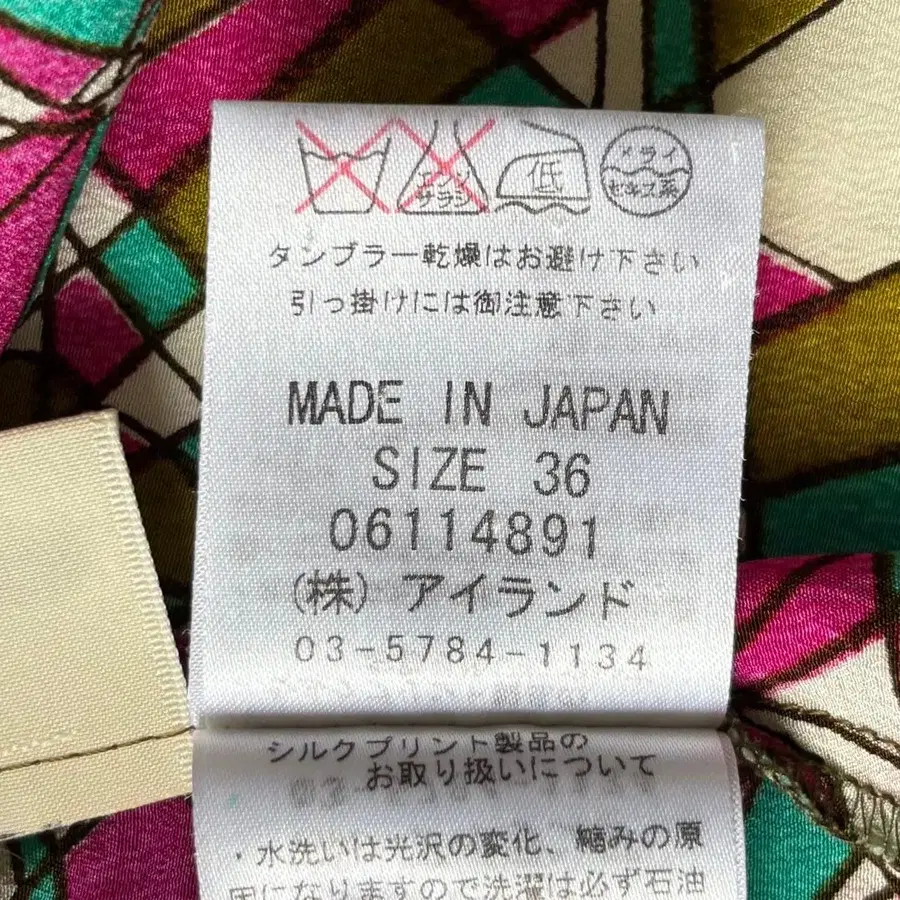 エンソ
サラシ
低
ドライ
セキユ系
タンブラー乾燥はお避け下さい
引っ掛けには御注意下さい
MADE IN JAPAN
SIZE 36
06114891
(株) アイランド
03-5784-1134
シルクプリント製品の
お取り扱いについて
・水洗いは光沢の変化、縮みの原
因になりますので洗濯は必ず石油